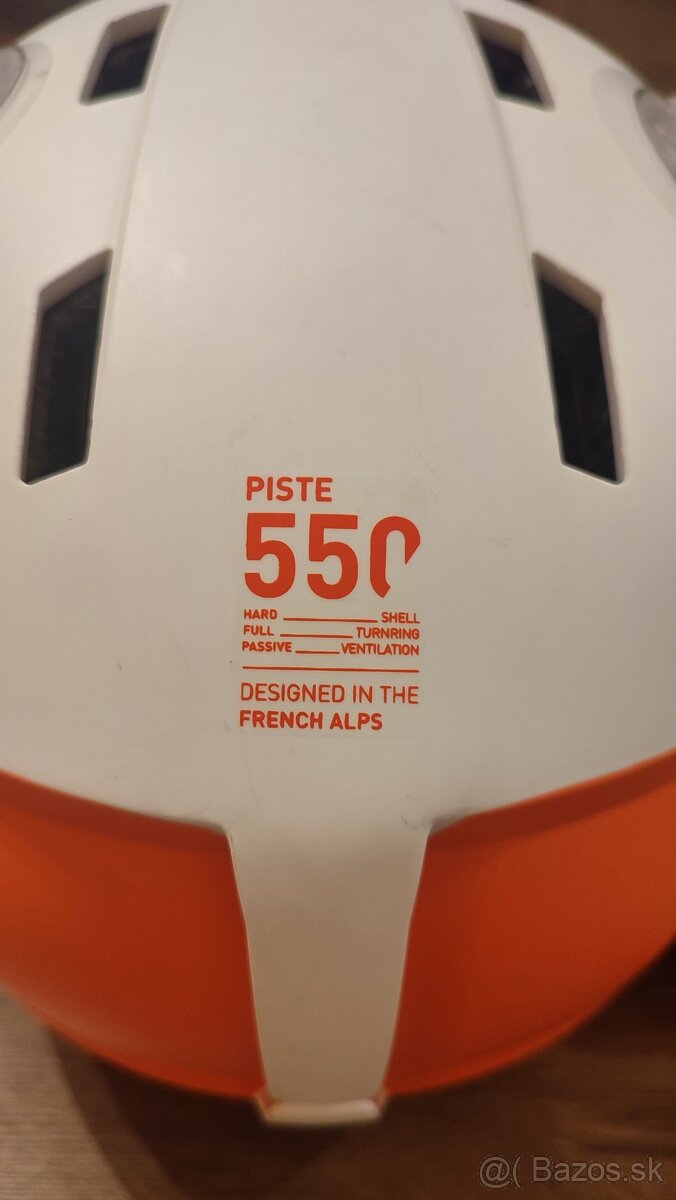 PISTE
550
HARD SHELL
FULL TURNRING
PASSIVE VENTILATION
DESIGNED IN THE
FRENCH ALPS
@( Bazos.sk